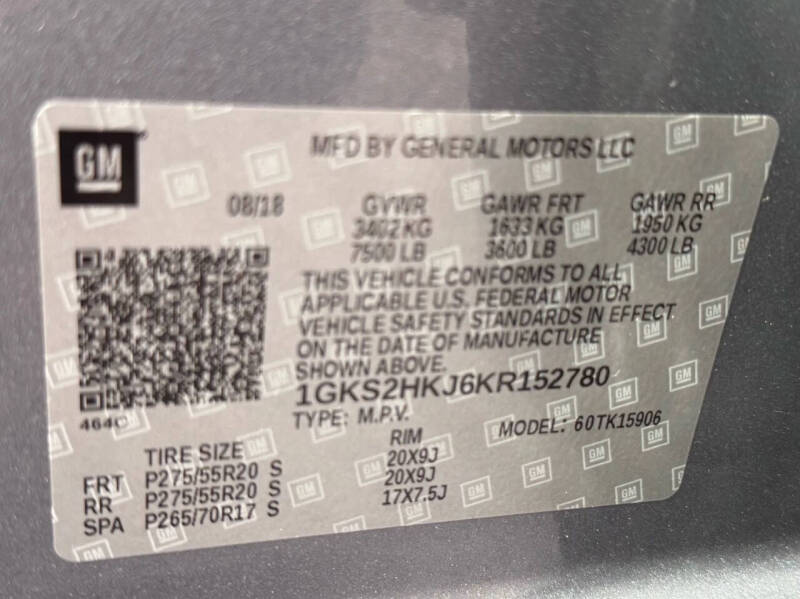 GM
MFD BY GENERAL MOTORS LLC
08/18 GVWR GAWR FRT GAWR RR
3402 KG 1633 KG 1950 KG
7500 LB 3600 LB 4300 LB
THIS VEHICLE CONFORMS TO ALL
APPLICABLE U.S. FEDERAL MOTOR
VEHICLE SAFETY STANDARDS IN EFFECT
ON THE DATE OF MANUFACTURE
SHOWN ABOVE.
1GKS2HKJ6KR152780
464C
TYPE: M.P.V. MODEL: 60TK15906
TIRE SIZE RIM
FRT P275/55R20 S 20X9J
RR P275/55R20 S 20X9J
SPA P265/70R17 S 17X7.5J